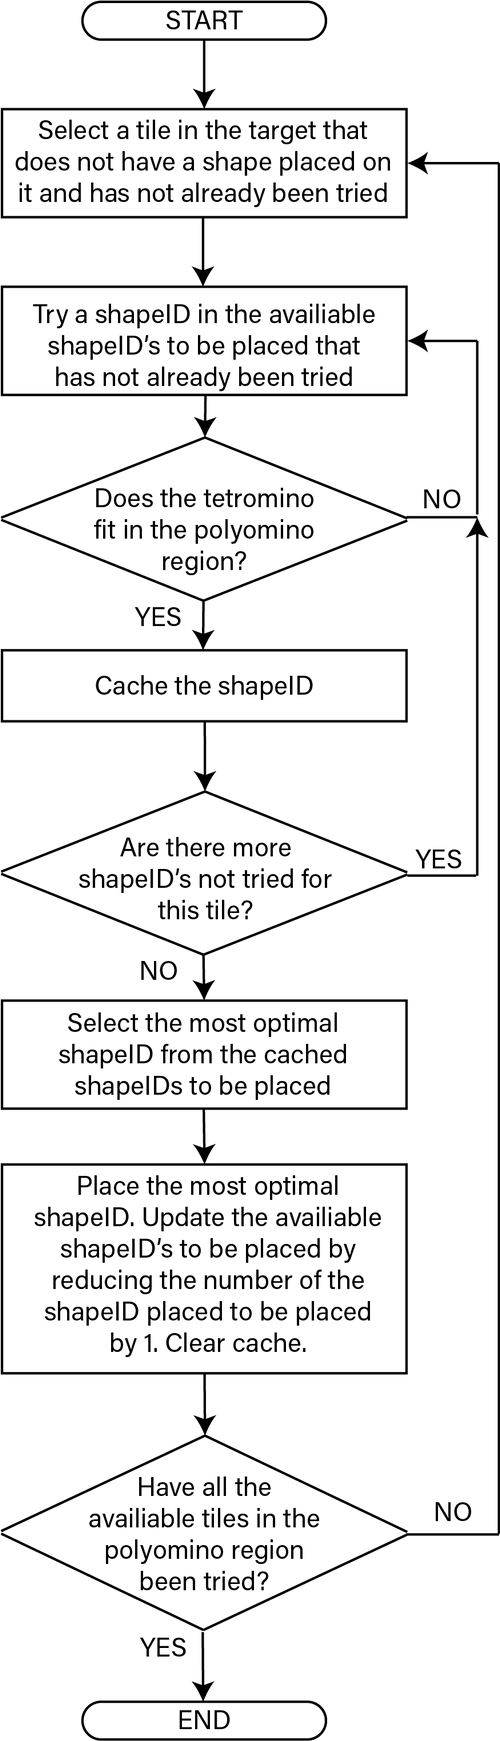 START
Select a tile in the target that
does not have a shape placed on
it and has not already been tried
Try a shapeID in the availiable
shapeID's to be placed that
has not already been tried
Does the tetromino
fit in the polyomino
region?
NO
YES
Cache the shapeID
Are there more
shapeID's not tried for
this tile?
YES
NO
Select the most optimal
shapeID from the cached
shapeIDs to be placed
Place the most optimal
shapeID. Update the availiable
shapeID's to be placed by
reducing the number of the
shapeID placed to be placed
by 1. Clear cache.
Have all the
availiable tiles in the
polyomino region
been tried?
NO
YES
END